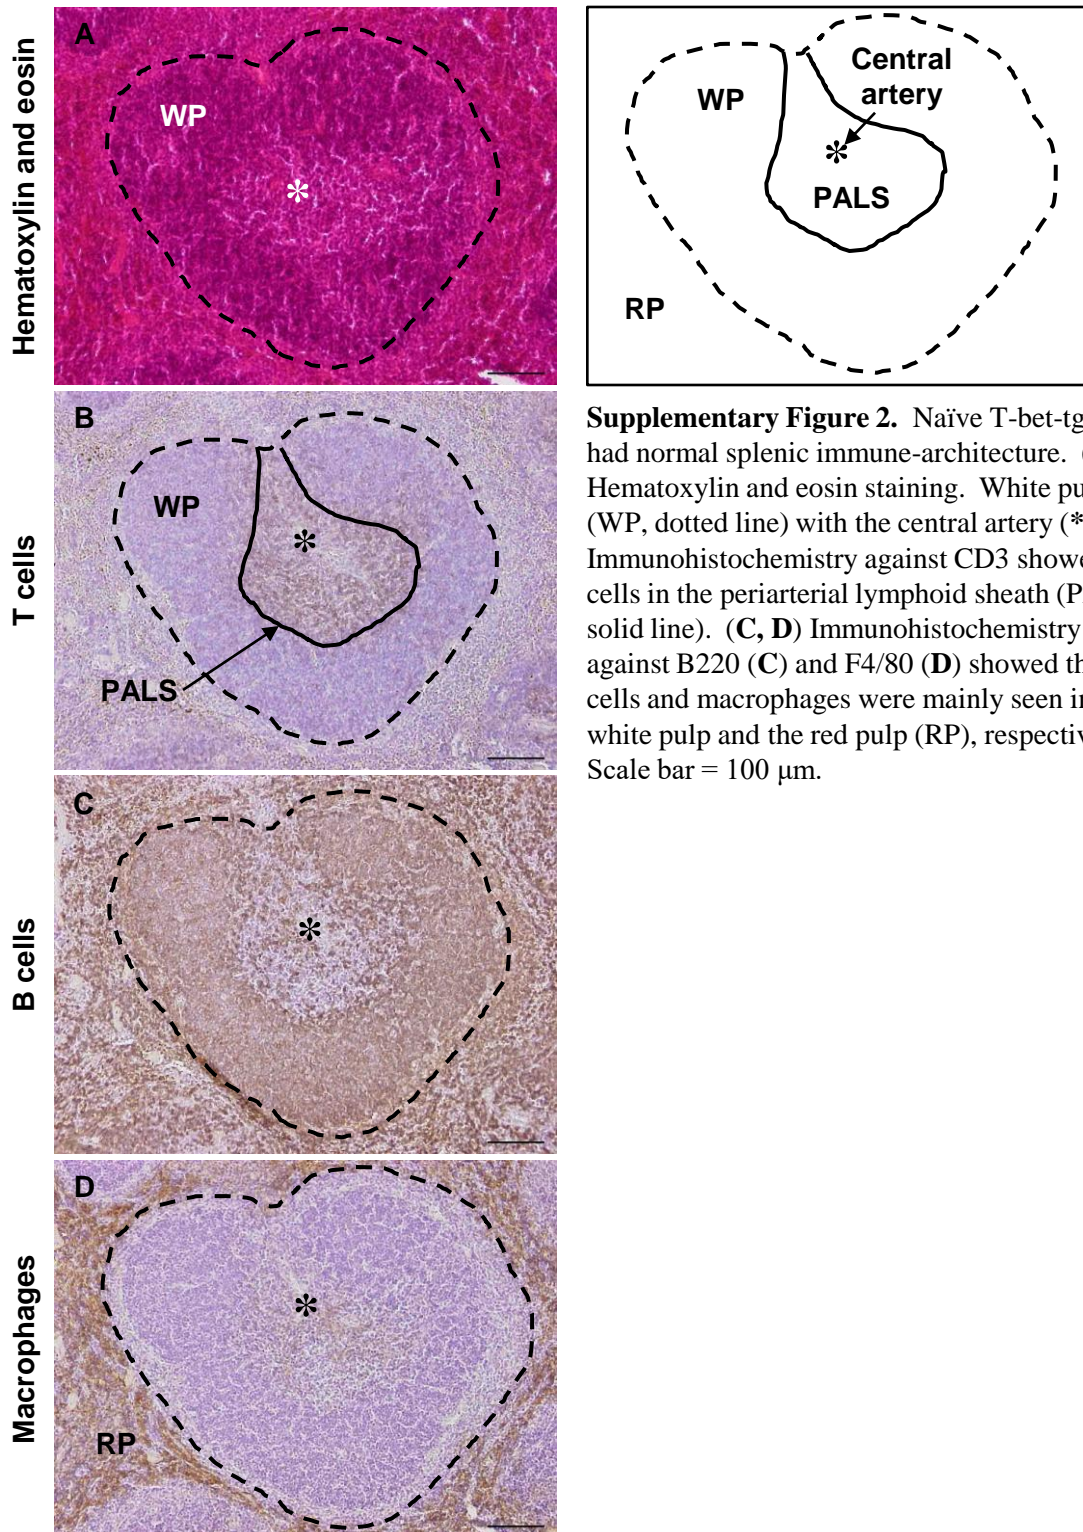 Hematoxylin and eosin
A
WP
*
WP
Central
artery
*
PALS
RP
T cells
B
WP
*
PALS
B cells
C
*
Macrophages
D
*
RP
Supplementary Figure 2. Naïve T-bet-tg
had normal splenic immune-architecture. (
Hematoxylin and eosin staining. White pu
(WP, dotted line) with the central artery (*
Immunohistochemistry against CD3 showe
cells in the periarterial lymphoid sheath (P
solid line). (C, D) Immunohistochemistry
against B220 (C) and F4/80 (D) showed th
cells and macrophages were mainly seen in
white pulp and the red pulp (RP), respectiv
Scale bar = 100 μm.